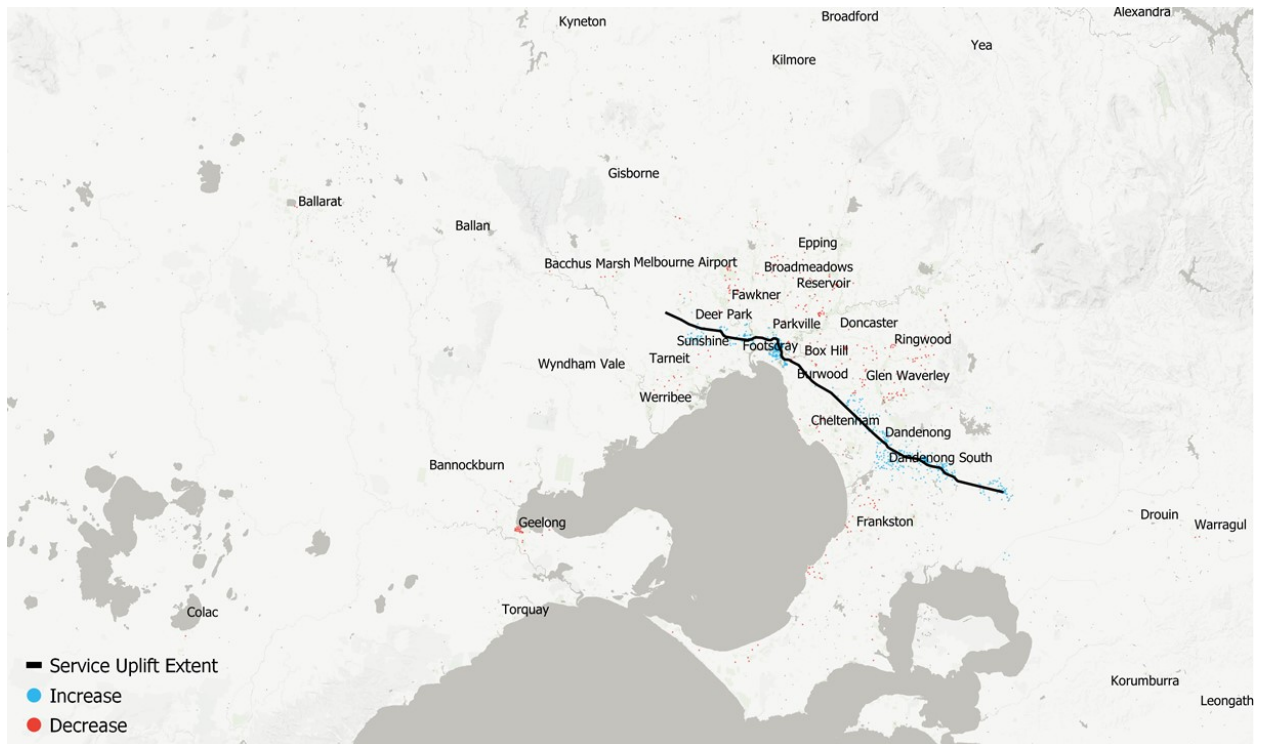 Kyneton
Broadford
Alexandra
Yea
Kilmore
Gisborne
Ballarat
Ballan
Epping
Bacchus Marsh
Melbourne Airport
Broadmeadows
Reservoir
Fawkner
Deer Park
Parkville
Doncaster
Sunshine
Footscray
Box Hill
Ringwood
Wyndham Vale
Tarneit
Burwood
Glen Waverley
Werribee
Cheltenham
Dandenong
Bannockburn
Dandenong South
Geelong
Frankston
Drouin
Warragul
Colac
Torquay
Service Uplift Extent
Increase
Decrease
Korumburra
Leongath